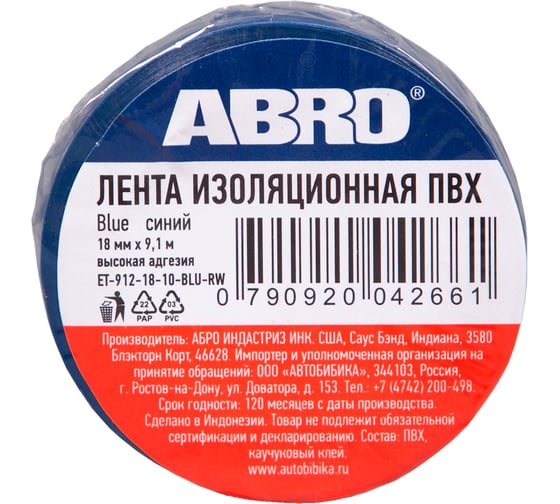 ABRO®
ЛЕНТА ИЗОЛЯЦИОННАЯ ПВХ
Blue синий
18 мм х 9,1 м
высокая адгезия
ET-912-18-10-BLU-RW
0 790920 042661
22 PAP 03 PVC
Производитель: АБРО ИНДАСТРИЗ ИНК. США, Саус Бэнд, Индиана, 3580
Блэкторн Корт, 46628. Импортер и уполномоченная организация на
принятие обращений: ООО «АВТОБИБИКА», 344103, Россия,
г. Ростов-на-Дону, ул. Доватора, д. 153. Тел.: +7 (4742) 200-498.
Срок годности: 120 месяцев с даты производства.
Сделано в Индонезии. Товар не подлежит обязательной
сертификации и декларированию. Состав: ПВХ,
каучуковый клей.
www.autobibika.ru